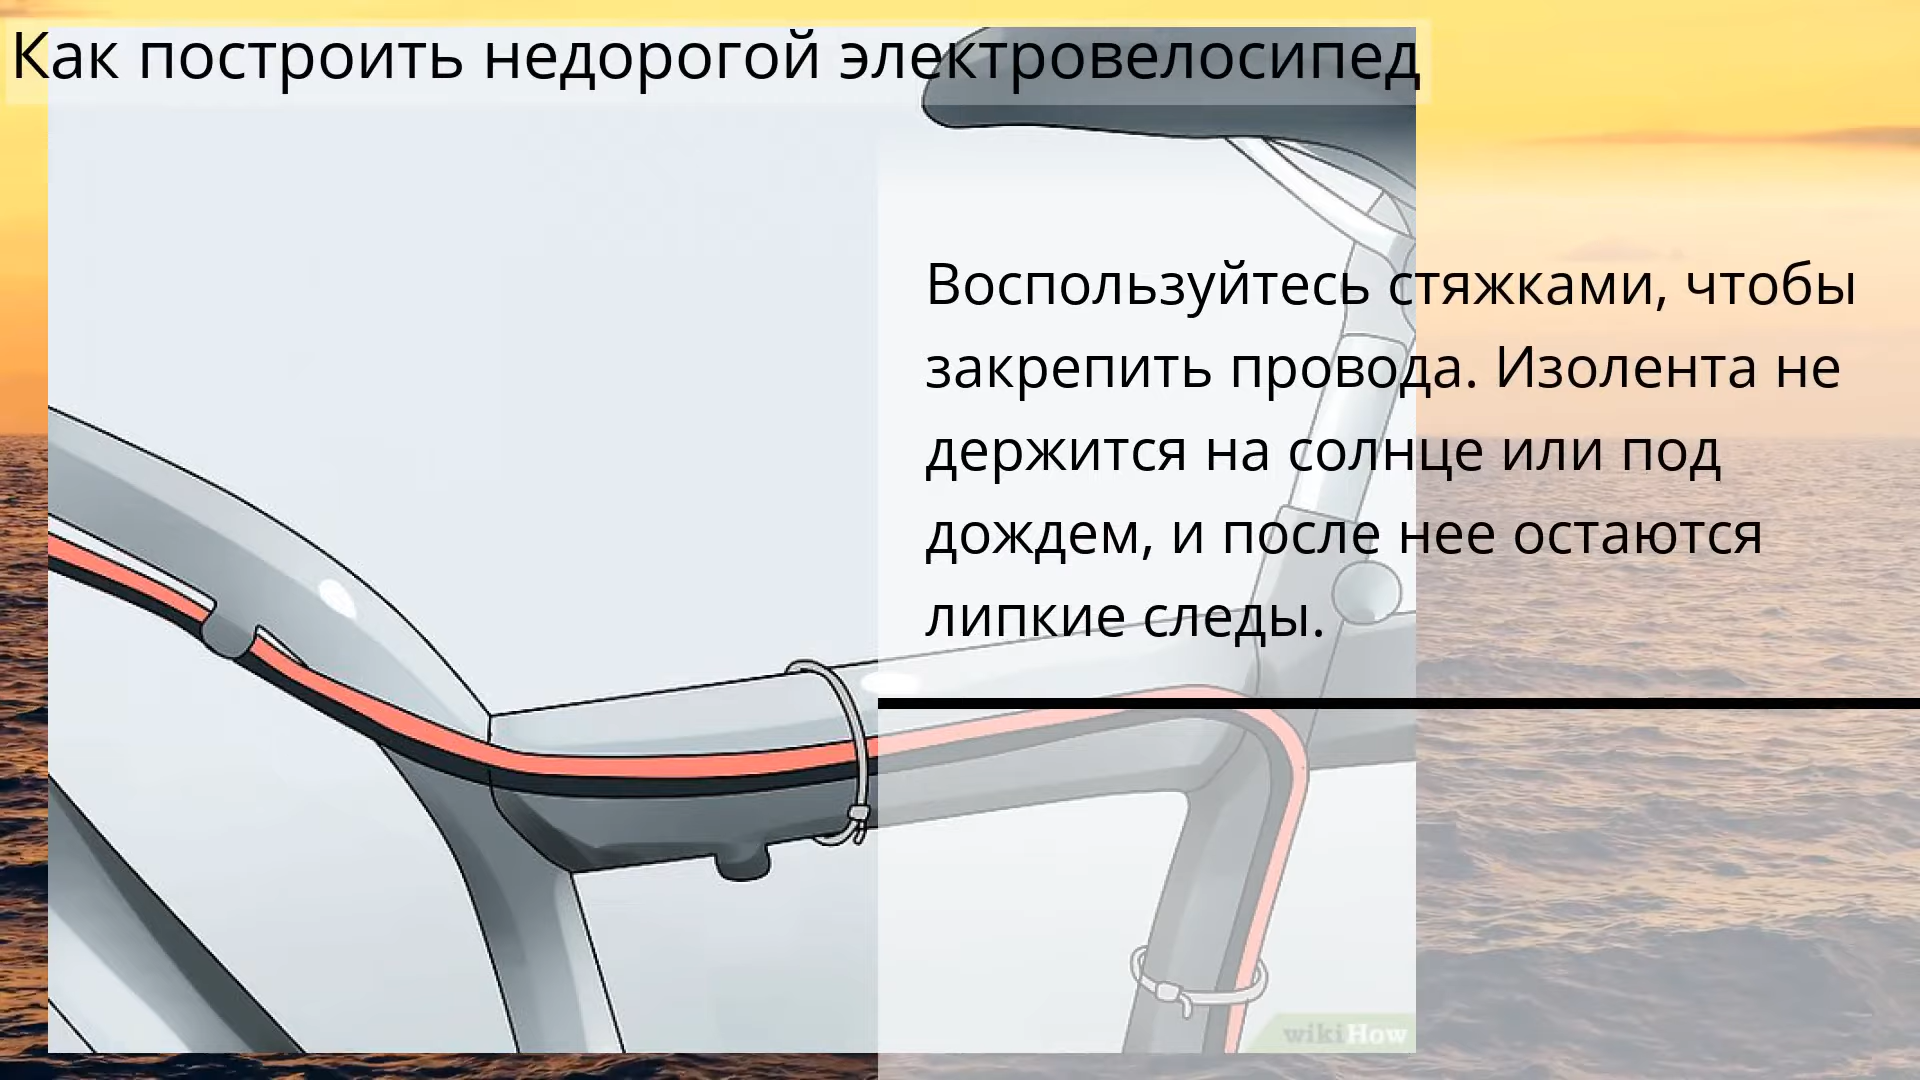 Как построить недорогой электровелосипед
Воспользуйтесь стяжками, чтобы
закрепить провода. Изолента не
держится на солнце или под
дождем, и после нее остаются
липкие следы.
wikiHow